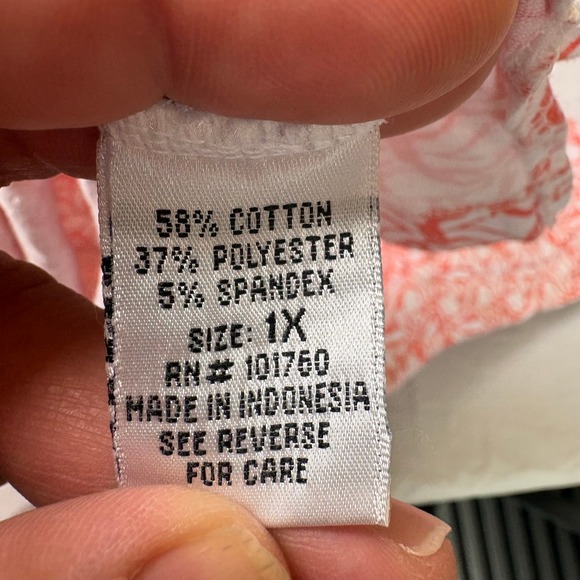 58% COTTON
37% POLYESTER
5% SPANDEX
SIZE: 1X
RN# 101760
MADE IN INDONESIA
SEE REVERSE
FOR CARE